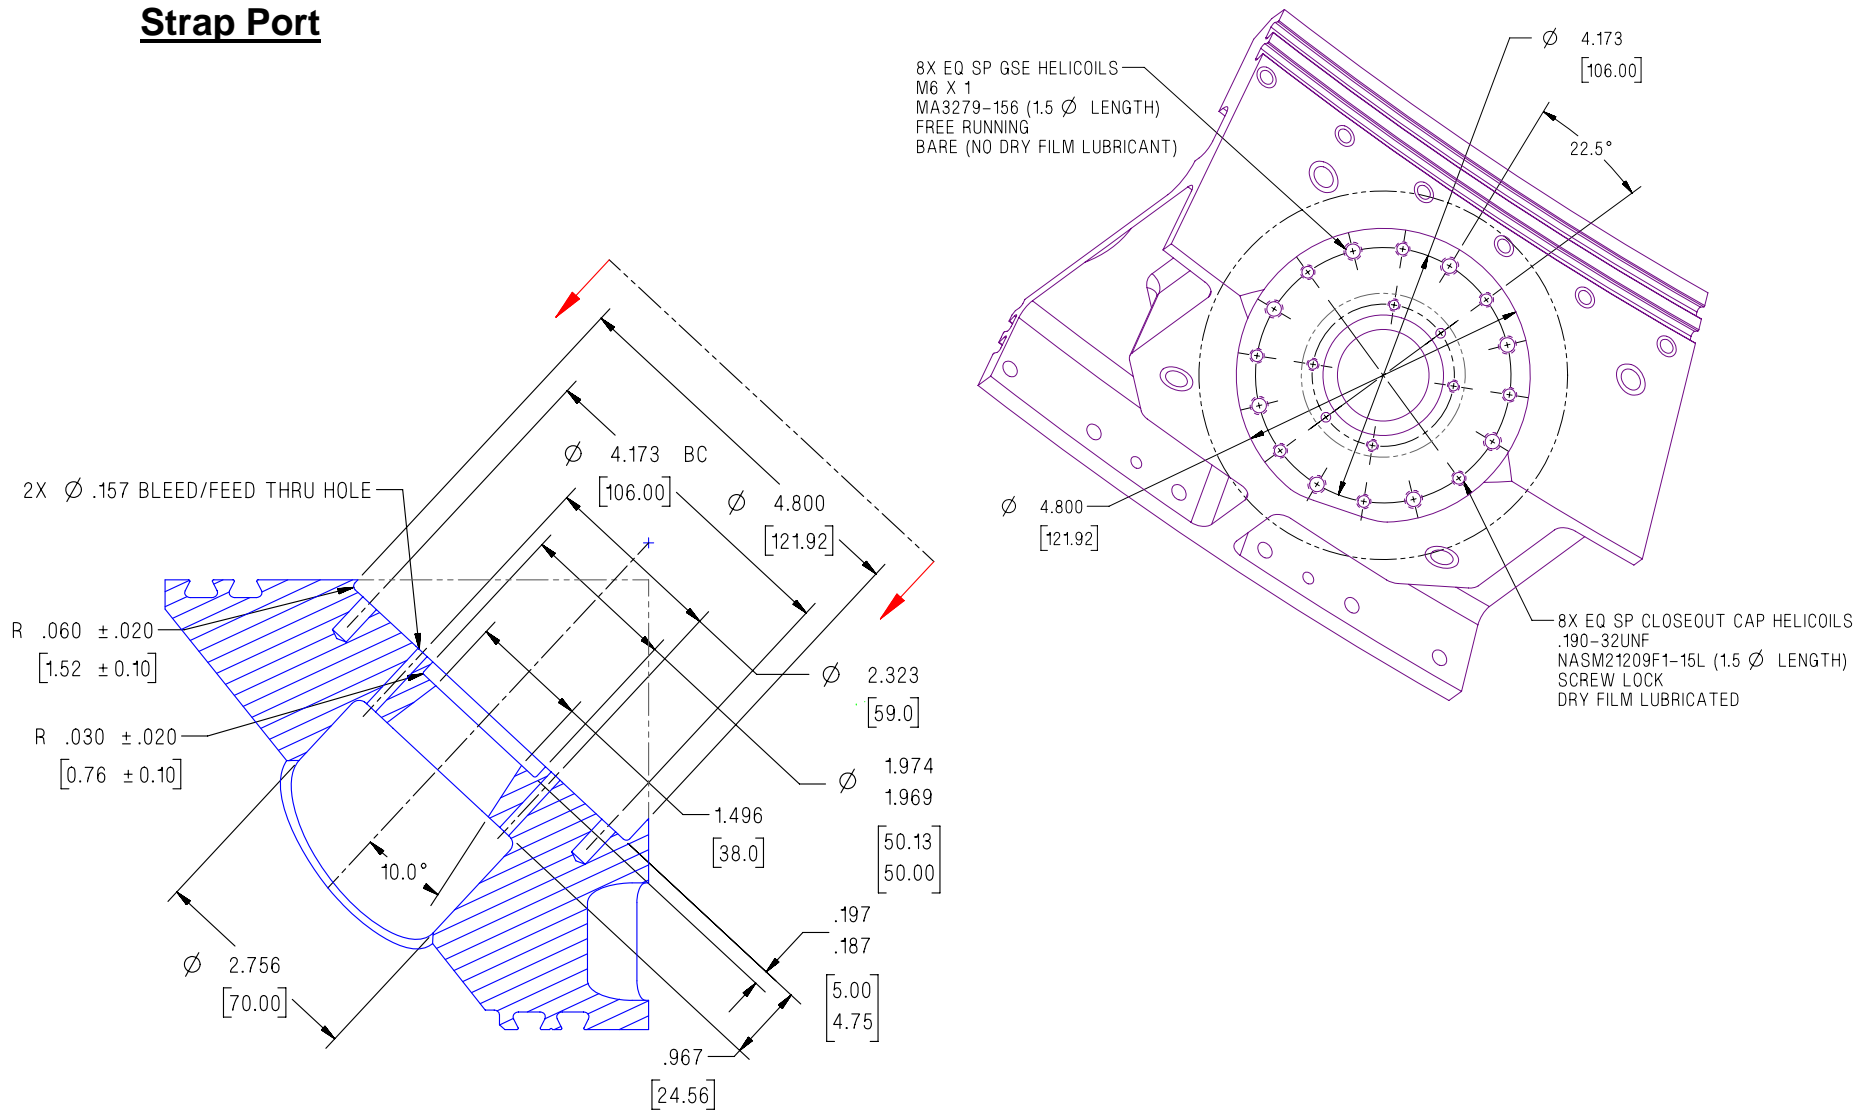 Strap Port
8X EQ SP GSE HELICOILS
M6 X 1
MA3279-156 (1.5 Ø LENGTH)
FREE RUNNING
BARE (NO DRY FILM LUBRICANT)
Ø 4.173
[106.00]
22.5°
Ø 4.800
[121.92]
8X EQ SP CLOSEOUT CAP HELICOILS
.190-32UNF
NASM21209F1-15L (1.5 Ø LENGTH)
SCREW LOCK
DRY FILM LUBRICATED
Ø 4.173 BC
[106.00]
Ø 4.800
[121.92]
2X Ø .157 BLEED/FEED THRU HOLE
R .060 ±.020
[1.52 ±0.10]
R .030 ±.020
[0.76 ±0.10]
Ø 2.323
[59.0]
Ø 1.974
1.969
[50.13
50.00]
1.496
[38.0]
10.0°
.197
.187
[5.00
4.75]
Ø 2.756
[70.00]
.967
[24.56]